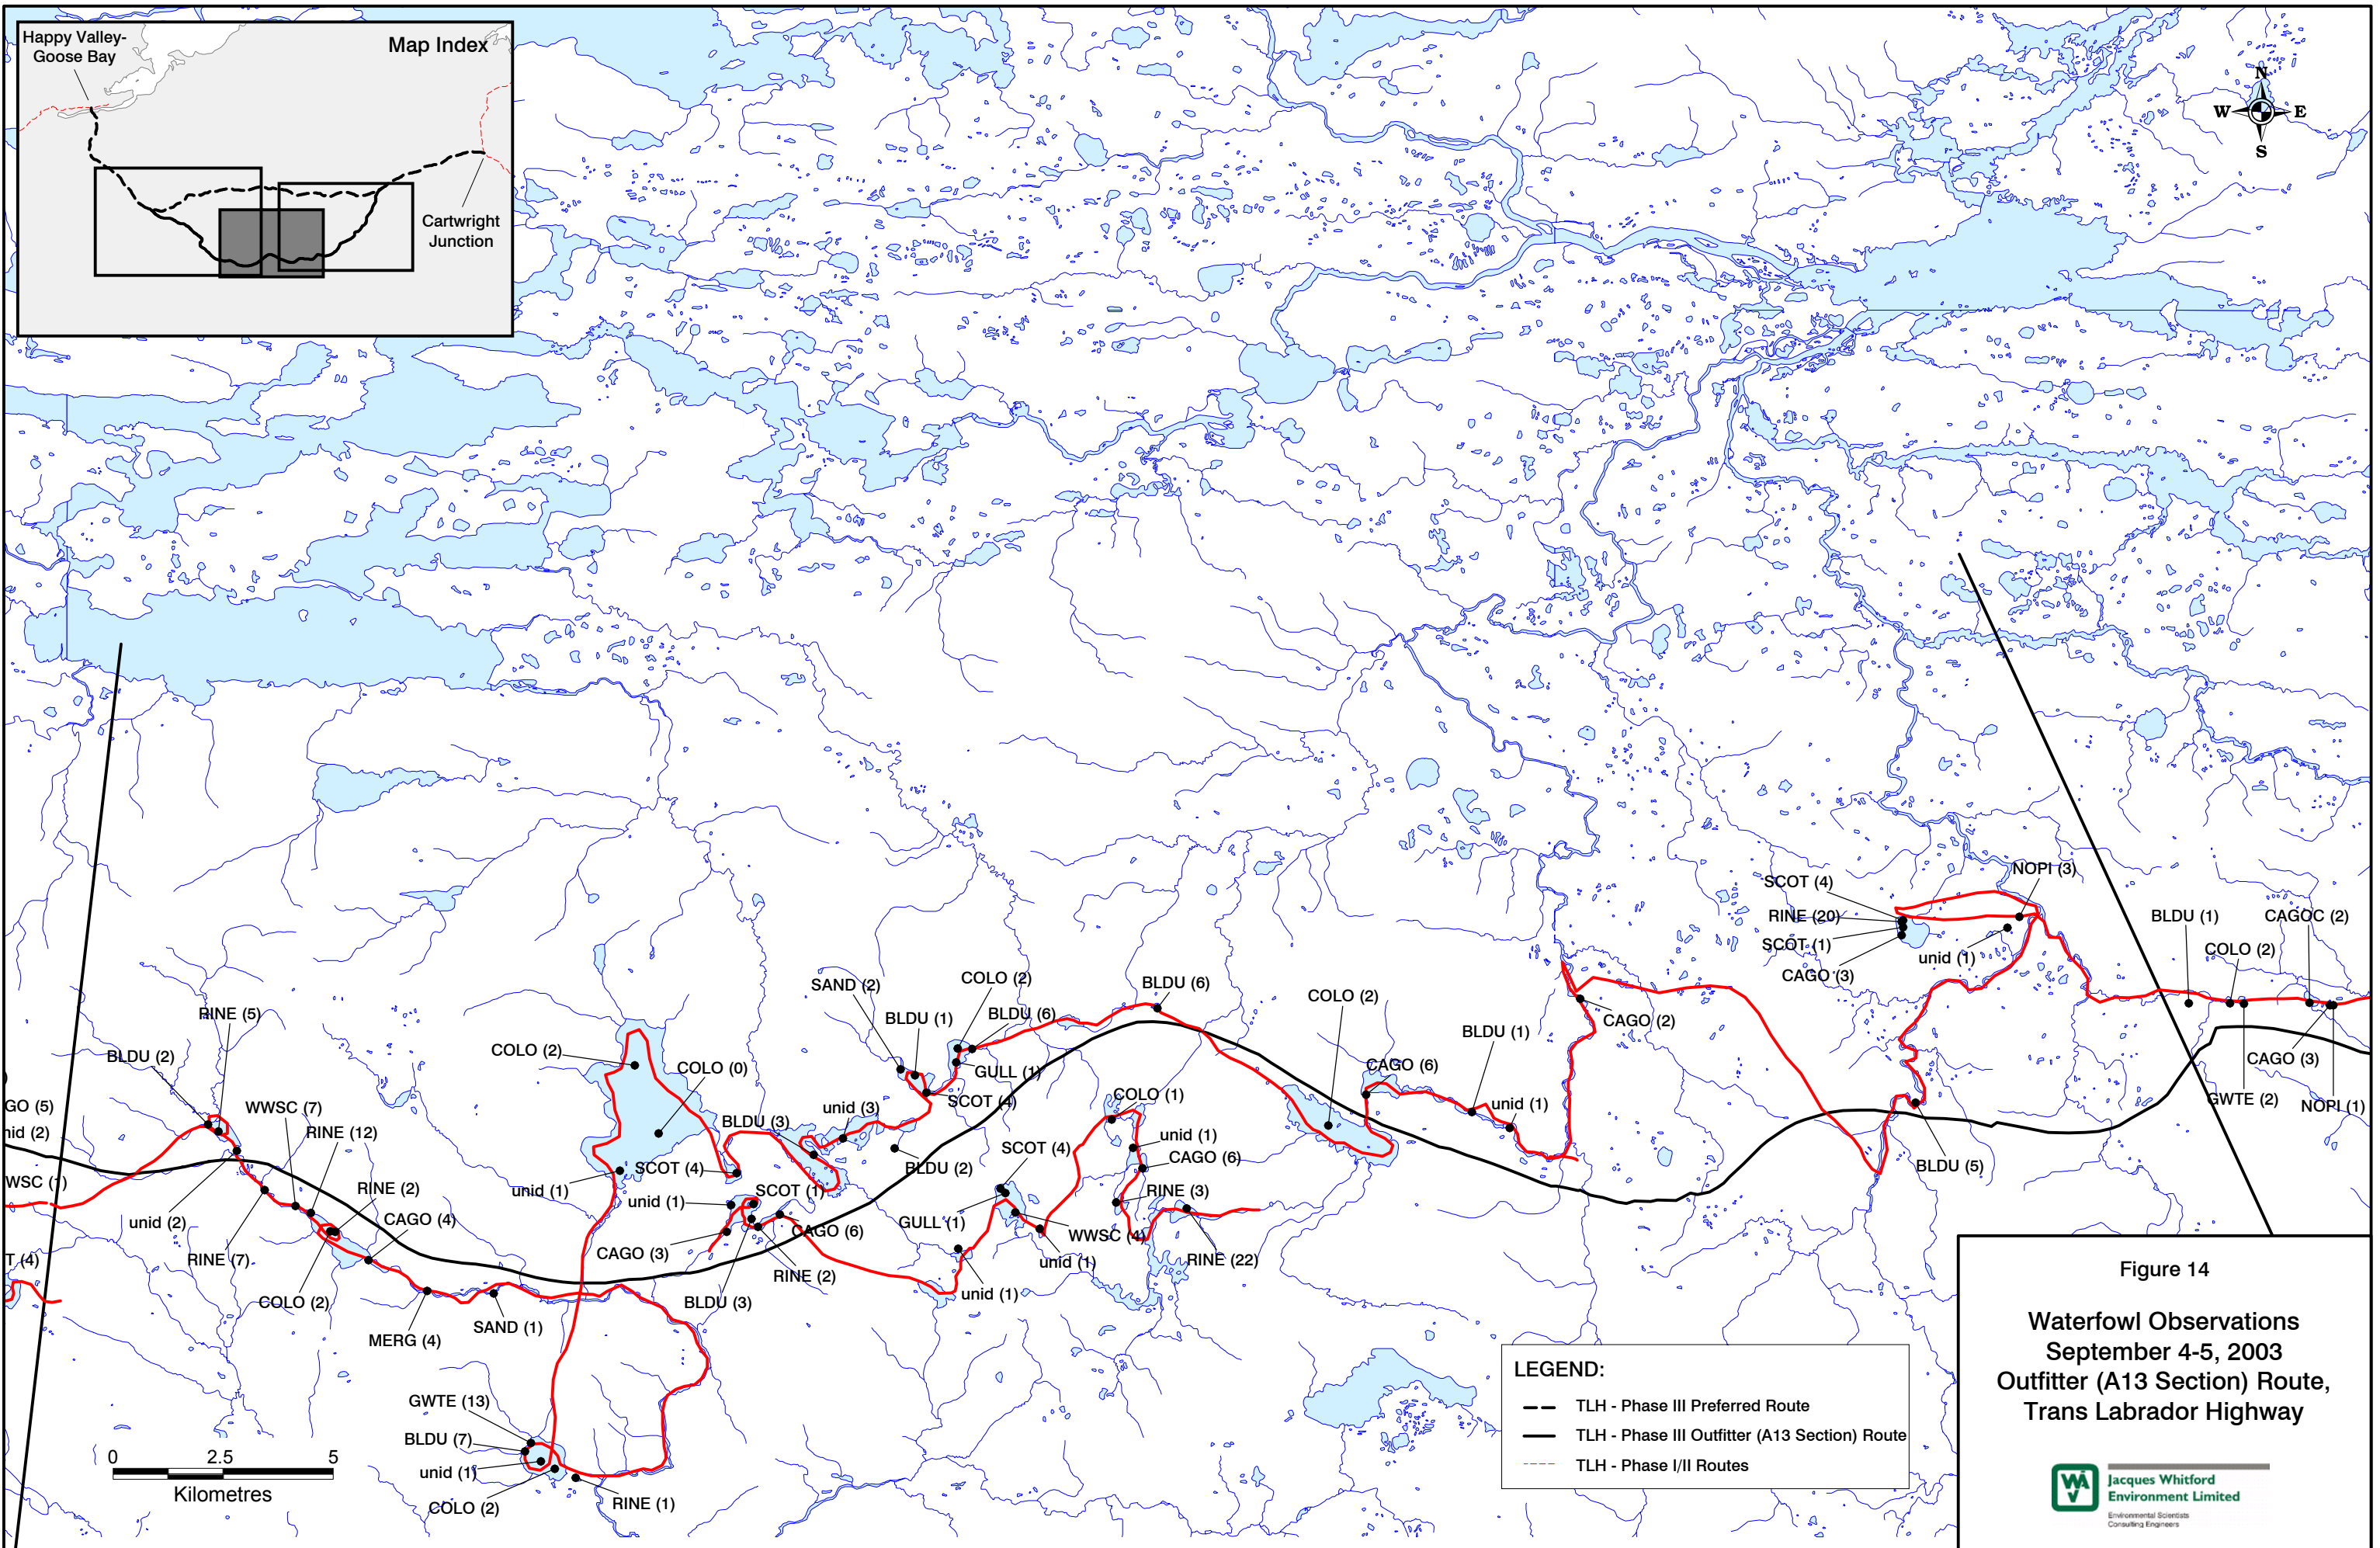 Happy Valley-
Goose Bay
Map Index
Cartwright
Junction
N
W
E
S
SCOT (4)
NOPI (3)
RINE (20)
SCOT (1)
CAGO (3)
unid (1)
BLDU (1)
CAGOC (2)
COLO (2)
CAGO (3)
GWTE (2)
NOPI (1)
SAND (2)
COLO (2)
BLDU (6)
BLDU (1)
BLDU (6)
GULL (1)
SCOT (4)
COLO (2)
CAGO (2)
BLDU (1)
CAGO (6)
unid (1)
BLDU (5)
RINE (5)
BLDU (2)
COLO (2)
COLO (0)
GO (5)
nid (2)
WSC (1)
T (4)
WWSC (7)
RINE (12)
BLDU (3)
unid (3)
COLO (1)
unid (1)
CAGO (6)
SCOT (4)
BLDU (2)
SCOT (4)
unid (1)
RINE (2)
CAGO (4)
unid (1)
SCOT (1)
RINE (3)
unid (2)
GULL (1)
WWSC (4)
CAGO (6)
CAGO (3)
RINE (7)
unid (1)
RINE (22)
RINE (2)
COLO (2)
BLDU (3)
unid (1)
MERG (4)
SAND (1)
GWTE (13)
BLDU (7)
unid (1)
COLO (2)
RINE (1)
0 2.5 5
Kilometres
LEGEND:
TLH - Phase III Preferred Route
TLH - Phase III Outfitter (A13 Section) Route
TLH - Phase I/II Routes
Figure 14
Waterfowl Observations
September 4-5, 2003
Outfitter (A13 Section) Route,
Trans Labrador Highway
Jacques Whitford
Environment Limited
Environmental Scientists
Consulting Engineers